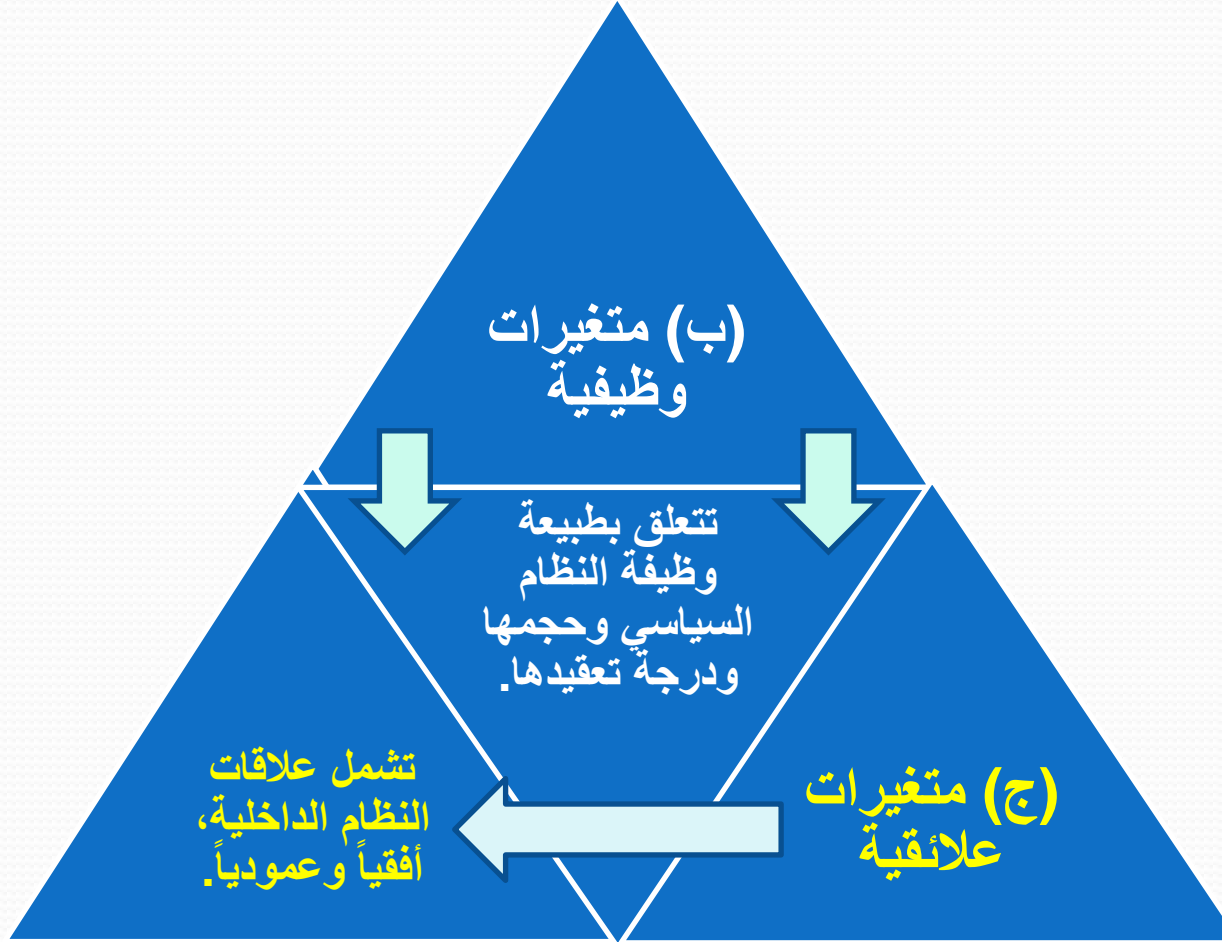 (ب) متغيرات
وظيفية
تتعلق بطبيعة
وظيفة النظام
السياسي وحجمها
ودرجة تعقيدها.
(ج) متغيرات
علائقية
تشمل علاقات
النظام الداخلية،
أفقياً وعمودياً.